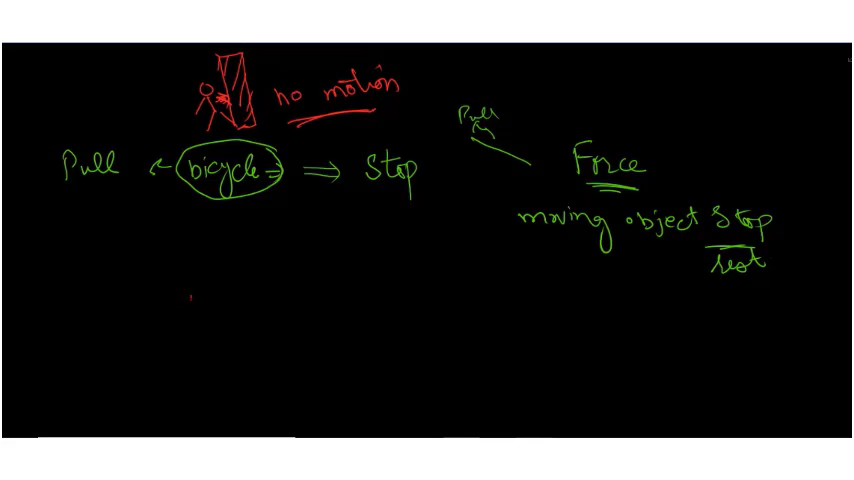 no motion
Pull
Pull ← bicycle ⇒ Stop
Force
moving object Stop
rest